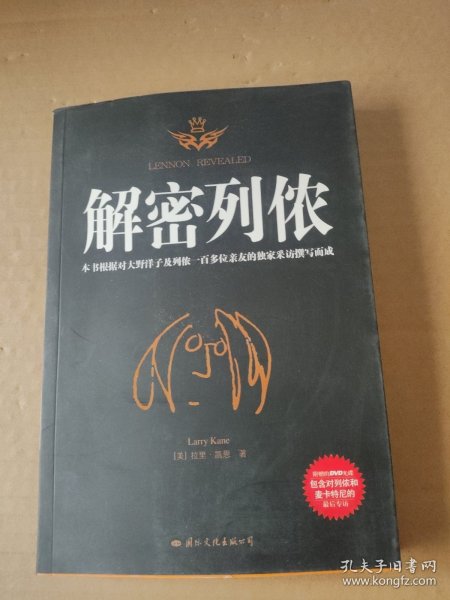 LENNON REVEALED
解密列侬
本书根据对大野洋子及列侬一百多位亲友的独家采访撰写而成
Larry Kane
[美] 拉里·凯恩 著
附赠的DVD光碟
包含对列侬和
麦卡特尼的
最后专访
国际文化出版公司
孔夫子旧书网
www.kongfz.com